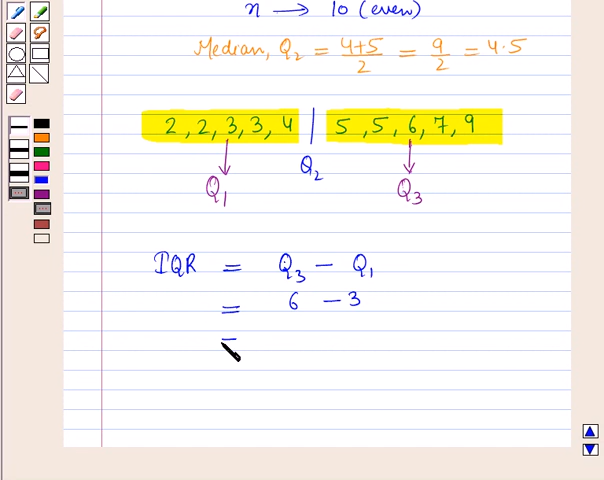 n → 10 (even)
Median, Q2 = 4+5/2 = 9/2 = 4.5
2, 2, 3, 3, 4 | 5, 5, 6, 7, 9
Q1 Q2 Q3
IQR = Q3 - Q1
= 6 - 3
=